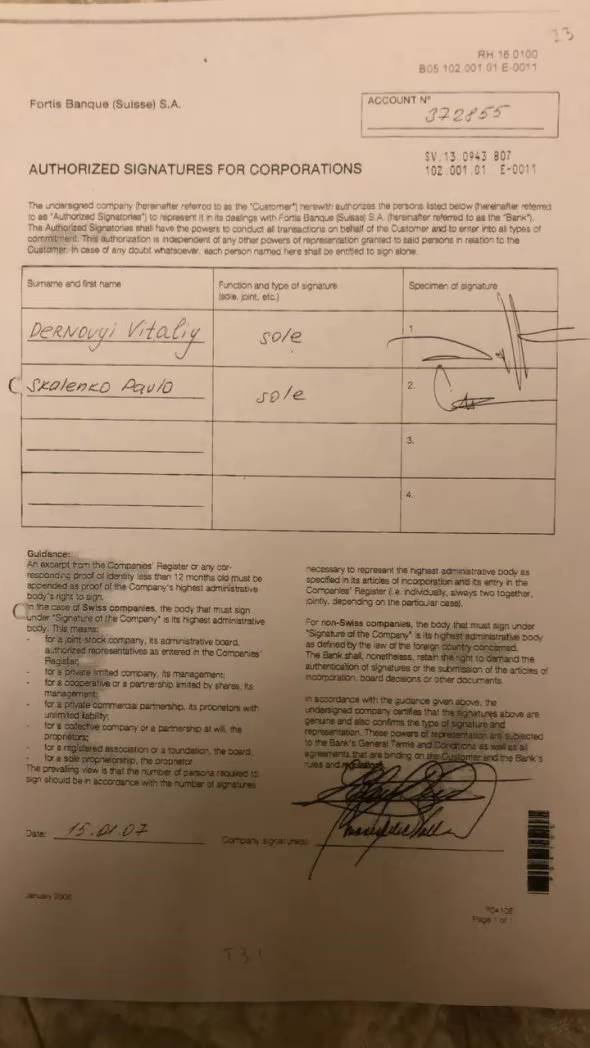 33
RH 16.0100
B05 102.001.01 E-0011
Fortis Banque (Suisse) S.A.
ACCOUNT N°
372855
SV.13.0943 807
102.001.01 E-0011
AUTHORIZED SIGNATURES FOR CORPORATIONS
The undersigned company (hereinafter referred to as the "Customer") herewith authorizes the persons listed below (hereinafter referred
to as "Authorized Signatories") to represent it in its dealings with Fortis Banque (Suisse) S.A. (hereinafter referred to as the "Bank").
The Authorized Signatories shall have the powers to conduct all transactions on behalf of the Customer and to enter into all types of
commitment. This authorization is independent of any other powers of representation granted to said persons in relation to the
Customer. In case of any doubt whatsoever, each person named here shall be entitled to sign alone.
Surname and first name
Function and type of signature
(sole, joint, etc.)
Specimen of signature
Dernovyi Vitaliy
sole
1.
Skalenko Pavlo
sole
2.
3.
4.
Guidance:
An excerpt from the Companies' Register or any cor-
responding proof of identity less than 12 months old must be
appended as proof of the Company's highest administrative
body's right to sign.
In the case of Swiss companies, the body that must sign
under "Signature of the Company" is its highest administrative
body. This means:
- for a joint-stock company, its administrative board,
authorized representatives as entered in the Companies'
Register;
- for a private limited company, its management;
- for a cooperative or a partnership limited by shares, its
management;
- for a private commercial partnership, its proprietors with
unlimited liability;
- for a collective company or a partnership at will, the
proprietors;
- for a registered association or a foundation, the board;
- for a sole proprietorship, the proprietor
The prevailing view is that the number of persons required to
sign should be in accordance with the number of signatures
necessary to represent the highest administrative body as
specified in its articles of incorporation and its entry in the
Companies' Register (i.e. individually, always two together,
jointly, depending on the particular case).
For non-Swiss companies, the body that must sign under
"Signature of the Company" is its highest administrative body
as defined by the law of the foreign country concerned.
The Bank shall, nonetheless, retain the right to demand the
authentication of signatures or the submission of the articles of
incorporation, board decisions or other documents.
In accordance with the guidance given above, the
undersigned company certifies that the signatures above are
genuine and also confirms the type of signature and
representation. These powers of representation are subjected
to the Bank's General Terms and Conditions as well as all
agreements that are binding on the Customer and the Bank's
rules and
Date: 15.01.07
Company signature(s)
January 2006
Page 1 of 1